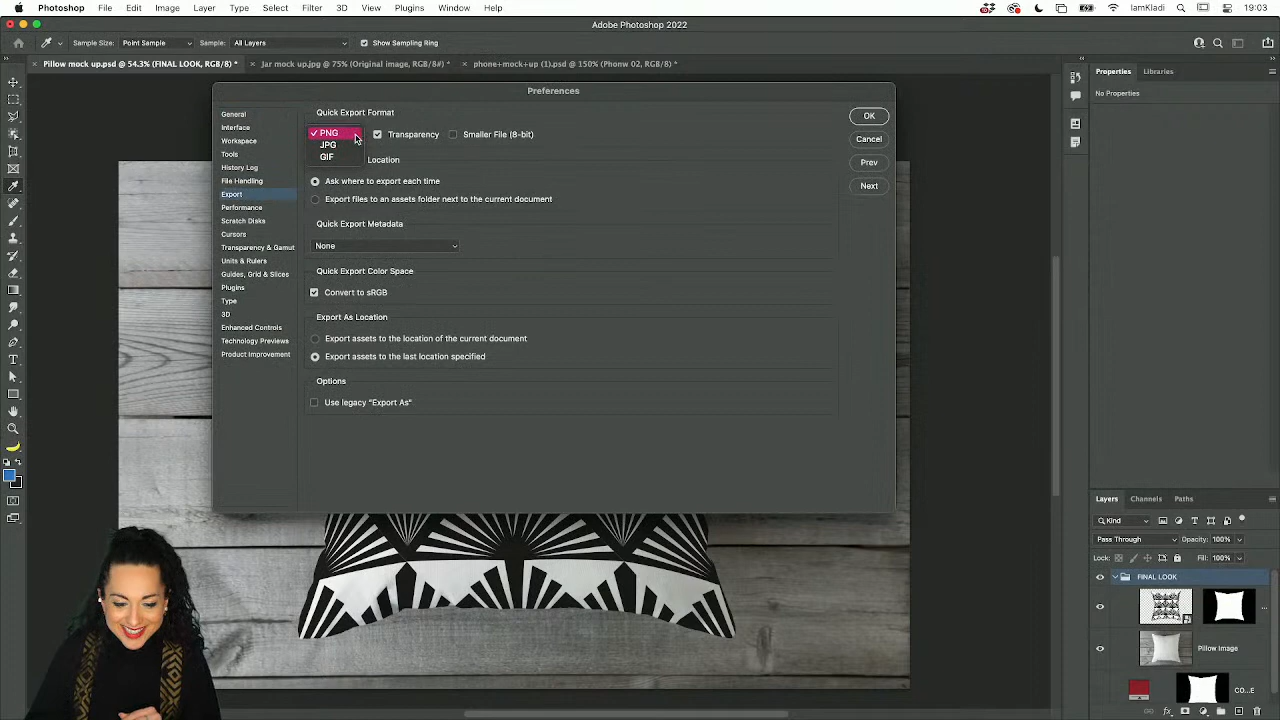 Photoshop File Edit Image Layer Type Select Filter 3D View Plugins Window Help IamKladi 19:03
Adobe Photoshop 2022
Sample Size: Point Sample Sample: All Layers Show Sampling Ring
Pillow mock up.psd @ 54.3% (FINAL LOOK, RGB/8) * Jar mock up.jpg @ 75% (Original image, RGB/8#) * phone+mock+up (1).psd @ 150% (Phonw 02, RGB/8) *
Properties Libraries
No Properties
Preferences
General
Interface
Workspace
Tools
History Log
File Handling
Export
Performance
Scratch Disks
Cursors
Transparency & Gamut
Units & Rulers
Guides, Grid & Slices
Plugins
Type
3D
Enhanced Controls
Technology Previews
Product Improvement
Quick Export Format
PNG Transparency Smaller File (8-bit)
JPG
GIF
Location
Ask where to export each time
Export files to an assets folder next to the current document
Quick Export Metadata
None
Quick Export Color Space
Convert to sRGB
Export As Location
Export assets to the location of the current document
Export assets to the last location specified
Options
Use legacy "Export As"
OK
Cancel
Prev
Next
Layers Channels Paths
Kind
Pass Through Opacity: 100%
Lock: Fill: 100%
FINAL LOOK
Pillow Image
CO...E